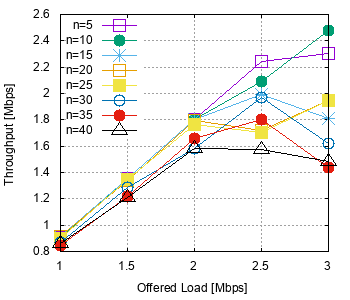 2.6
2.4
2.2
2
1.8
1.6
1.4
1.2
1
0.8
Throughput [Mbps]
n=5
n=10
n=15
n=20
n=25
n=30
n=35
n=40
1 1.5 2 2.5 3
Offered Load [Mbps]